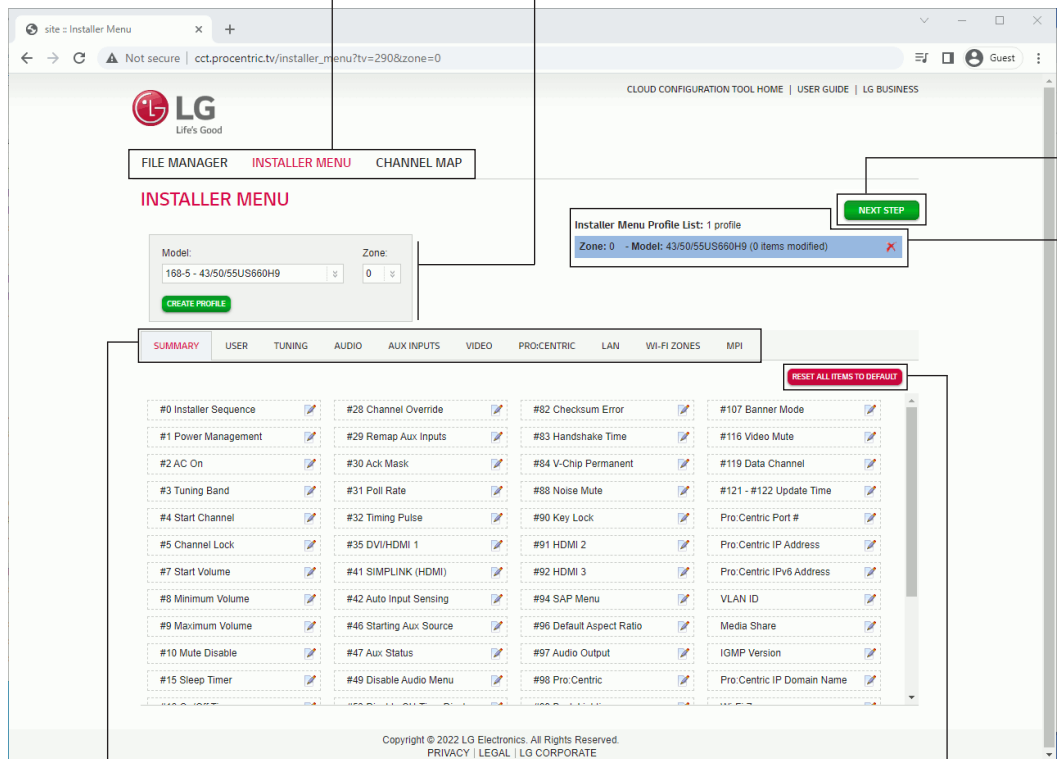 site :: Installer Menu
Not secure | cct.procentric.tv/installer_menu?tv=290&zone=0
Guest
CLOUD CONFIGURATION TOOL HOME | USER GUIDE | LG BUSINESS
LG
Life's Good
FILE MANAGER INSTALLER MENU CHANNEL MAP
INSTALLER MENU
NEXT STEP
Installer Menu Profile List: 1 profile
Zone: 0 - Model: 43/50/55US660H9 (0 items modified)
Model: Zone:
168-5 - 43/50/55US660H9 0
CREATE PROFILE
SUMMARY USER TUNING AUDIO AUX INPUTS VIDEO PRO:CENTRIC LAN WI-FI ZONES MPI
RESET ALL ITEMS TO DEFAULT
#0 Installer Sequence #28 Channel Override #82 Checksum Error #107 Banner Mode
#1 Power Management #29 Remap Aux Inputs #83 Handshake Time #116 Video Mute
#2 AC On #30 Ack Mask #84 V-Chip Permanent #119 Data Channel
#3 Tuning Band #31 Poll Rate #88 Noise Mute #121 - #122 Update Time
#4 Start Channel #32 Timing Pulse #90 Key Lock Pro:Centric Port #
#5 Channel Lock #35 DVI/HDMI 1 #91 HDMI 2 Pro:Centric IP Address
#7 Start Volume #41 SIMPLINK (HDMI) #92 HDMI 3 Pro:Centric IPv6 Address
#8 Minimum Volume #42 Auto Input Sensing #94 SAP Menu VLAN ID
#9 Maximum Volume #46 Starting Aux Source #96 Default Aspect Ratio Media Share
#10 Mute Disable #47 Aux Status #97 Audio Output IGMP Version
#15 Sleep Timer #49 Disable Audio Menu #98 Pro:Centric Pro:Centric IP Domain Name
Copyright © 2022 LG Electronics. All Rights Reserved.
PRIVACY | LEGAL | LG CORPORATE